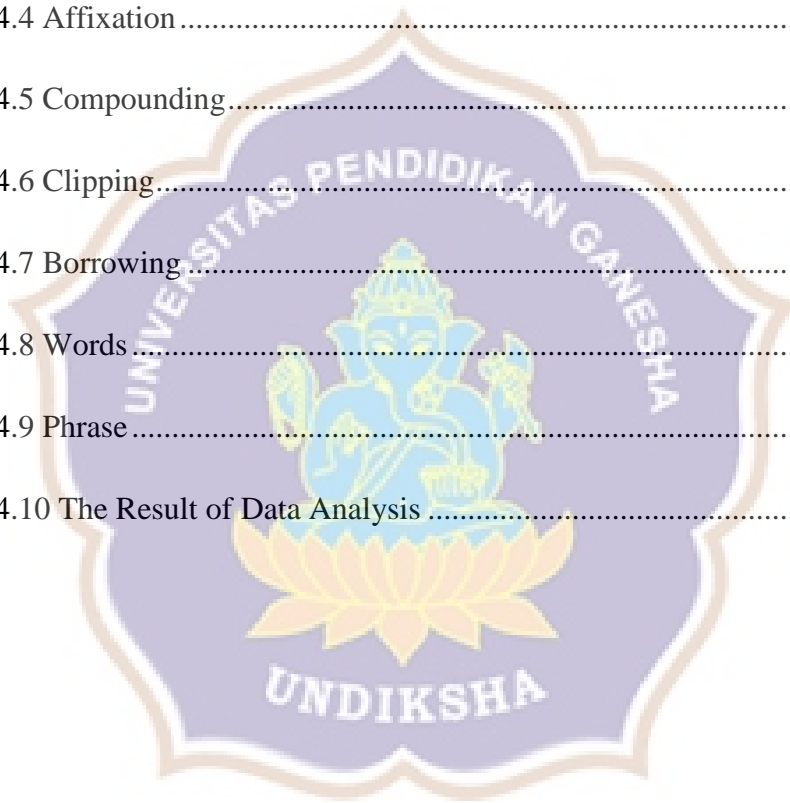 4.4 Affixation ........................................................................
4.5 Compounding..................................................................
UNIVERSITAS PENDIDIKAN GANESHA
4.6 Clipping...........................................................................
4.7 Borrowing .......................................................................
4.8 Words ..............................................................................
4.9 Phrase ..............................................................................
4.10 The Result of Data Analysis ..............................................
UNDIKSHA